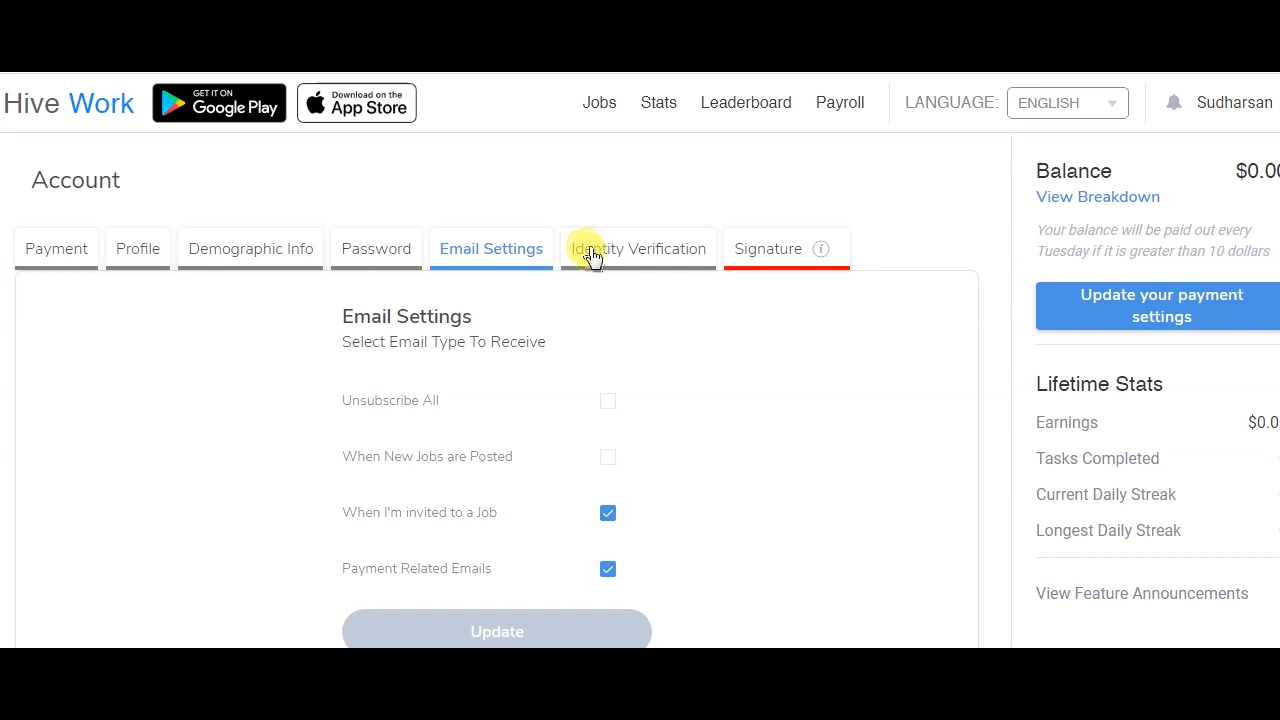 Hive Work
GET IT ON
Google Play
Download on the
App Store
Jobs
Stats
Leaderboard
Payroll
LANGUAGE:
ENGLISH
Sudharsan
Account
Payment
Profile
Demographic Info
Password
Email Settings
Identity Verification
Signature
Email Settings
Select Email Type To Receive
Unsubscribe All
When New Jobs are Posted
When I'm invited to a Job
Payment Related Emails
Update
Balance
$0.00
View Breakdown
Your balance will be paid out every
Tuesday if it is greater than 10 dollars
Update your payment
settings
Lifetime Stats
Earnings
$0.0
Tasks Completed
Current Daily Streak
Longest Daily Streak
View Feature Announcements